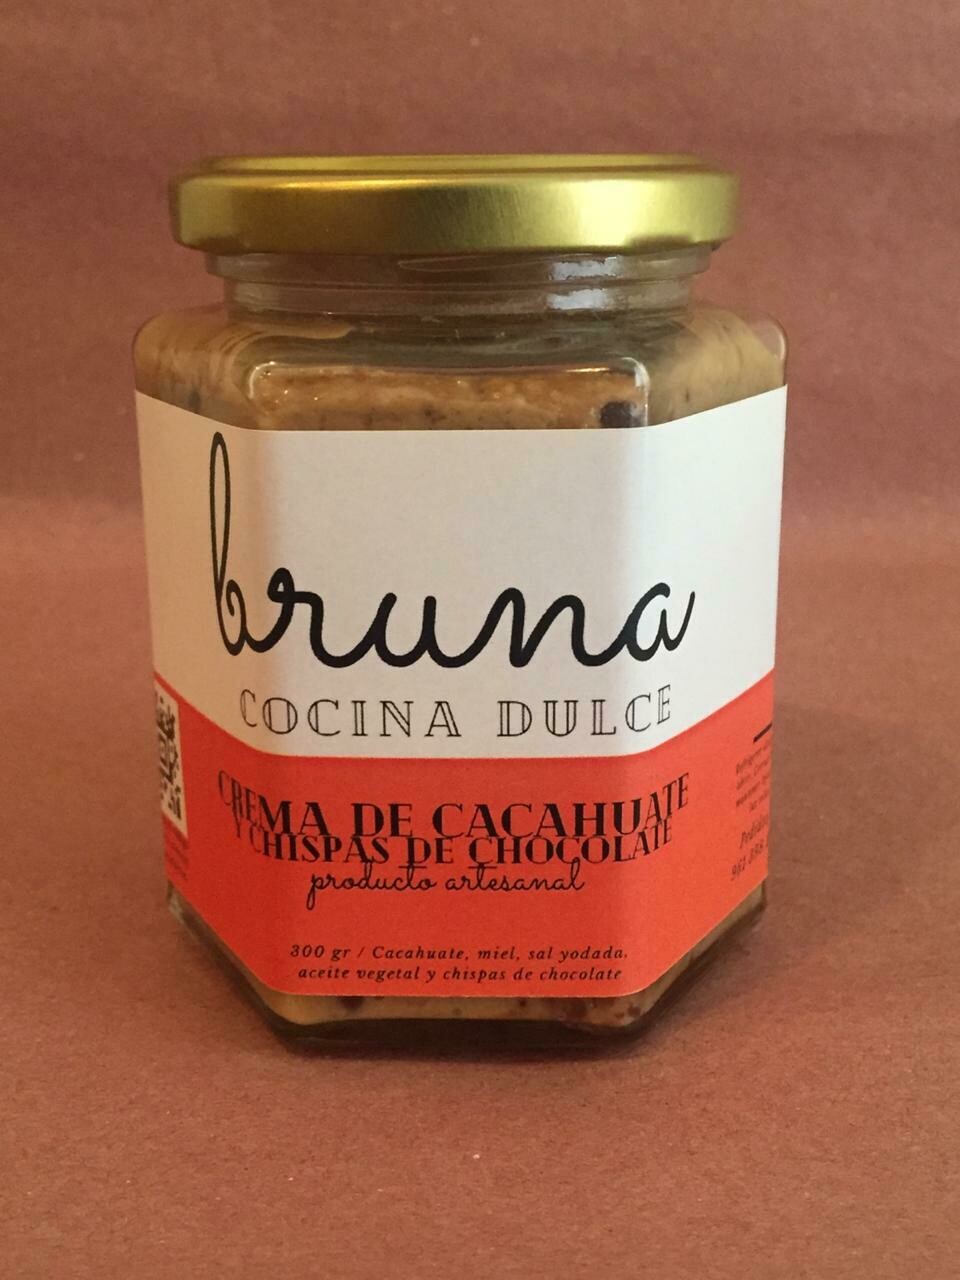 bruna
COCINA DULCE
CREMA DE CACAHUATE
Y CHISPAS DE CHOCOLATE
producto artesanal
300 gr / Cacahuate, miel, sal yodada,
aceite vegetal y chispas de chocolate